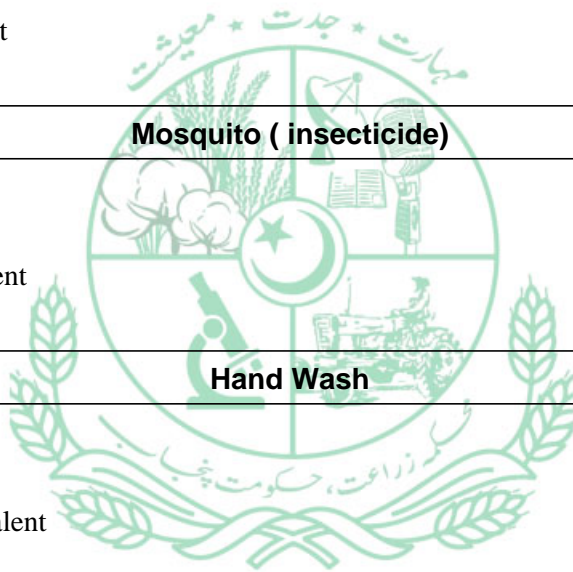 t
مہارت ٭ جدت ٭ معیشت
Mosquito ( insecticide)
ent
Hand Wash
محکمہ زراعت، حکومت پنجاب
alent